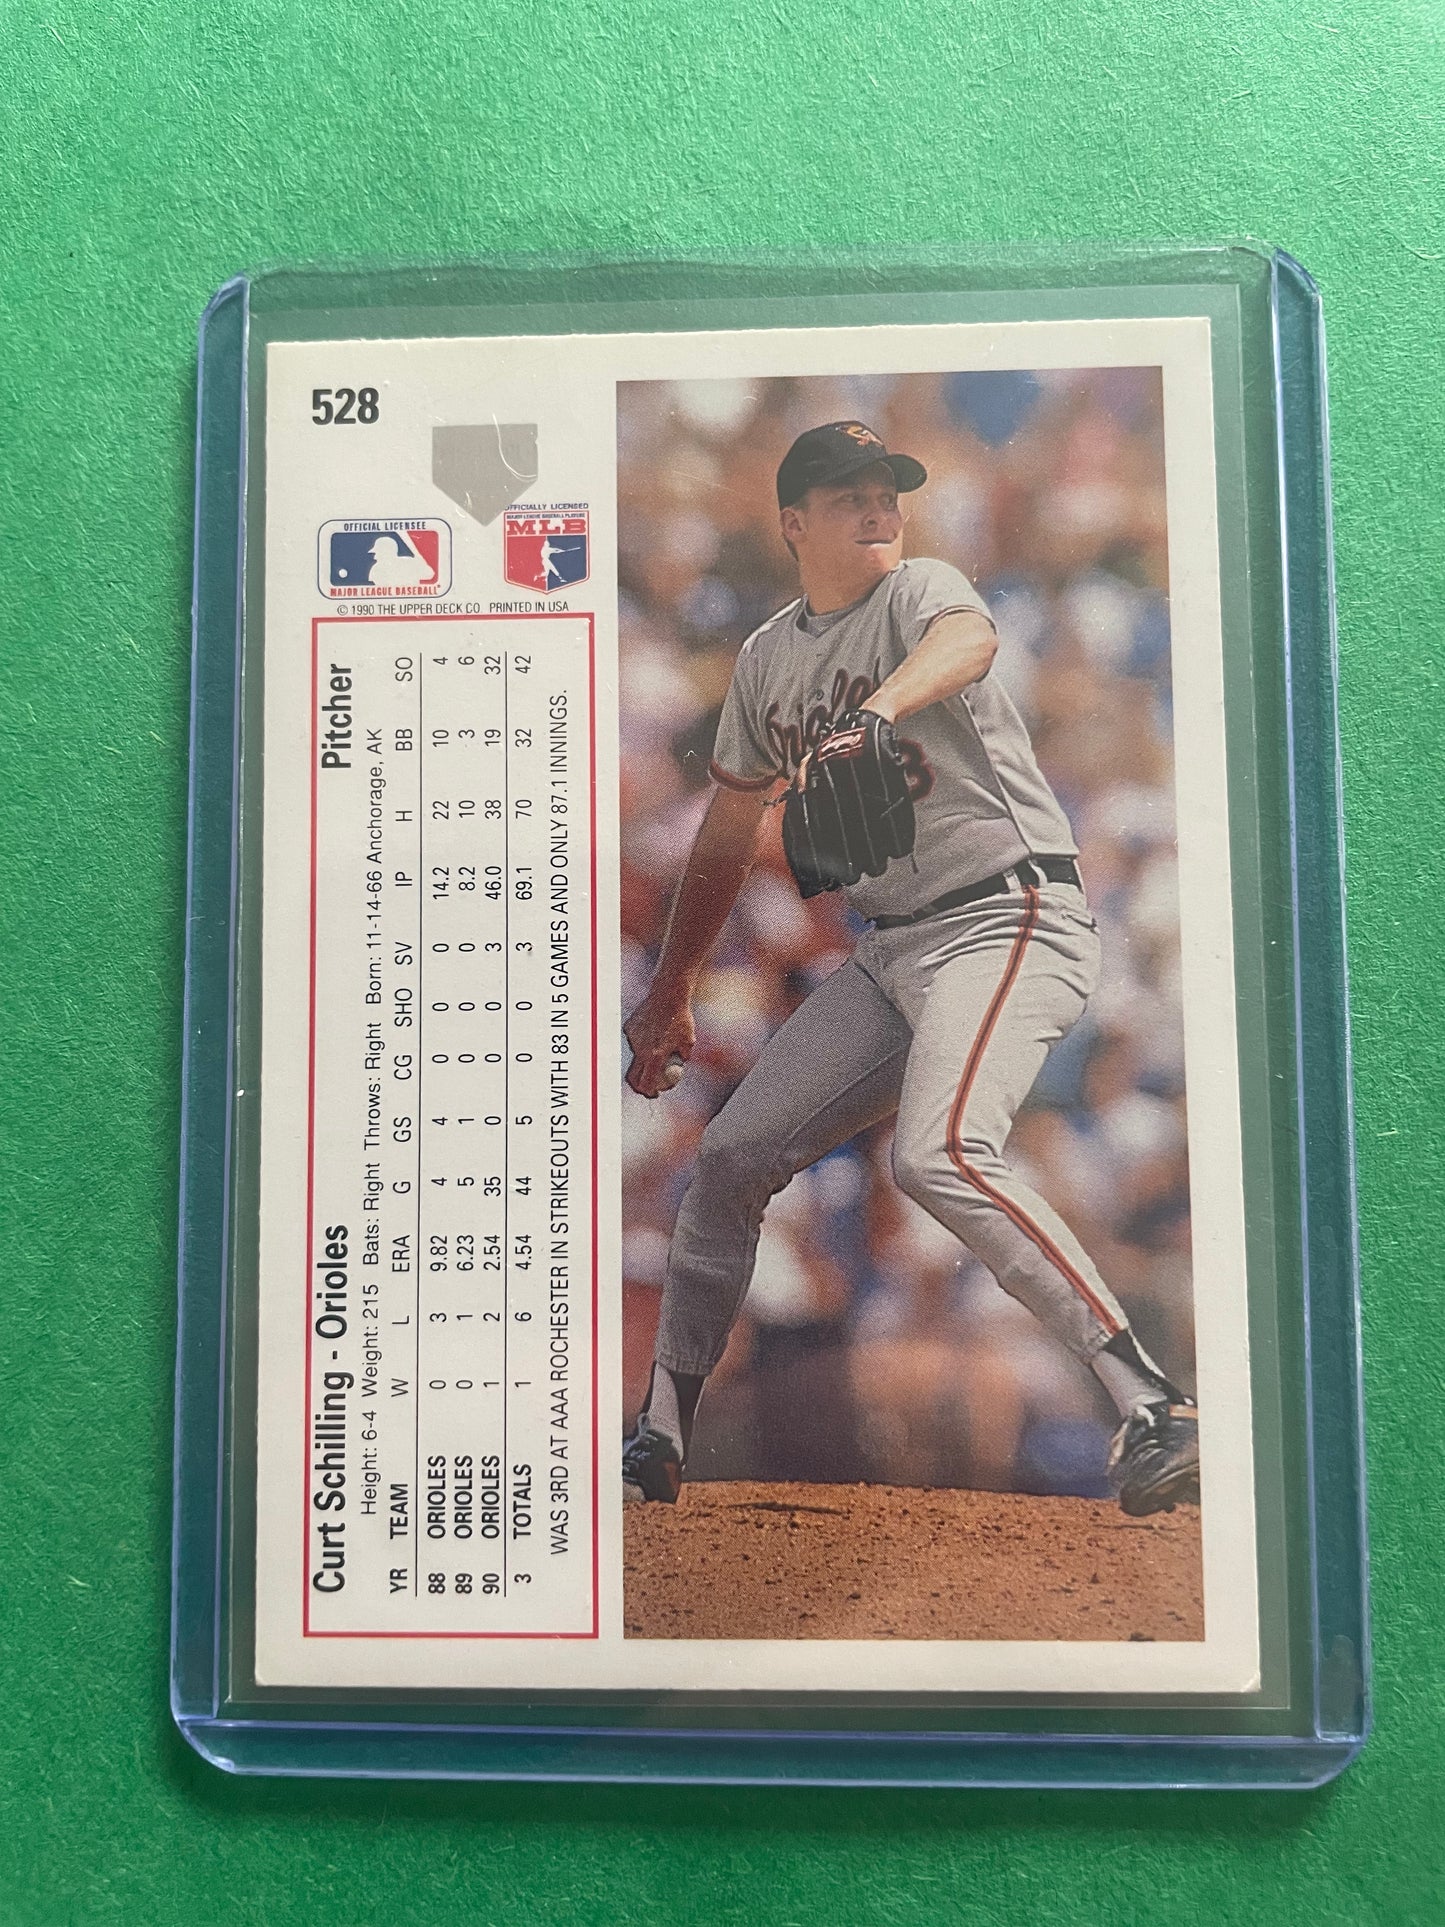 528
OFFICIAL LICENSEE
MAJOR LEAGUE BASEBALL
OFFICIALLY LICENSED
MAJOR LEAGUE BASEBALL PLAYERS
MLB
© 1990 THE UPPER DECK CO. PRINTED IN USA
Curt Schilling - Orioles Pitcher
Height: 6-4 Weight: 215 Bats: Right Throws: Right Born: 11-14-66 Anchorage, AK
YR TEAM W L ERA G GS CG SHO SV IP H BB SO
88 ORIOLES 0 3 9.82 4 4 0 0 0 14.2 22 10 4
89 ORIOLES 0 1 6.23 5 1 0 0 0 8.2 10 3 6
90 ORIOLES 1 2 2.54 35 0 0 0 3 46.0 38 19 32
3 TOTALS 1 6 4.54 44 5 0 0 3 69.1 70 32 42
WAS 3RD AT AAA ROCHESTER IN STRIKEOUTS WITH 83 IN 5 GAMES AND ONLY 87.1 INNINGS.
Orioles
3